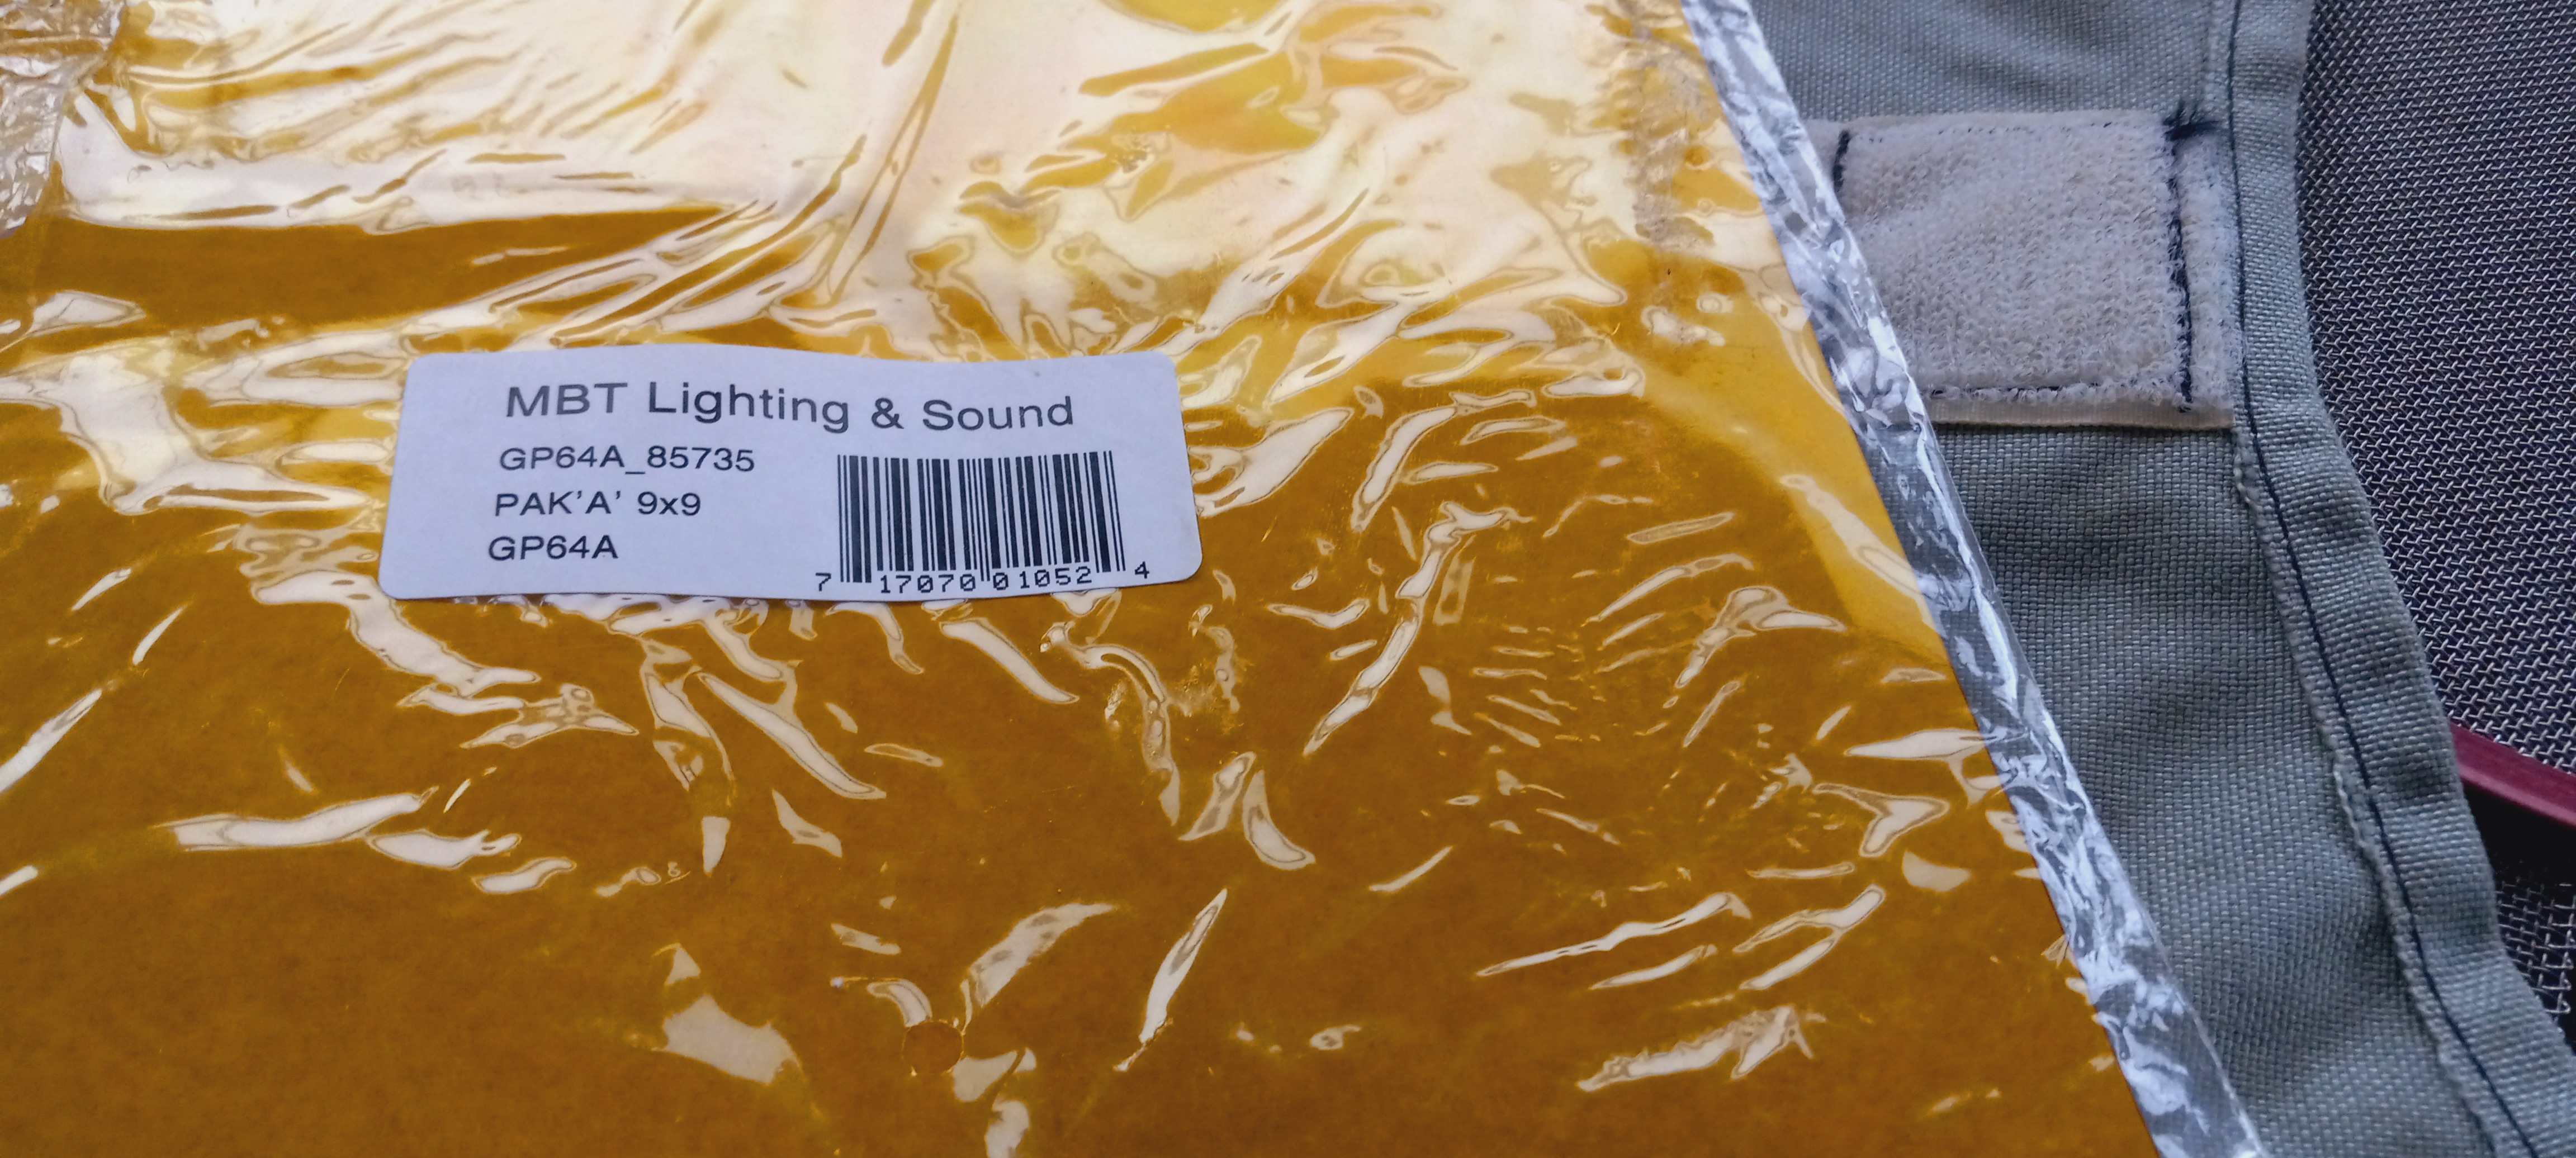 MBT Lighting & Sound
GP64A_85735
PAK'A' 9x9
GP64A
7 17070 01052 4